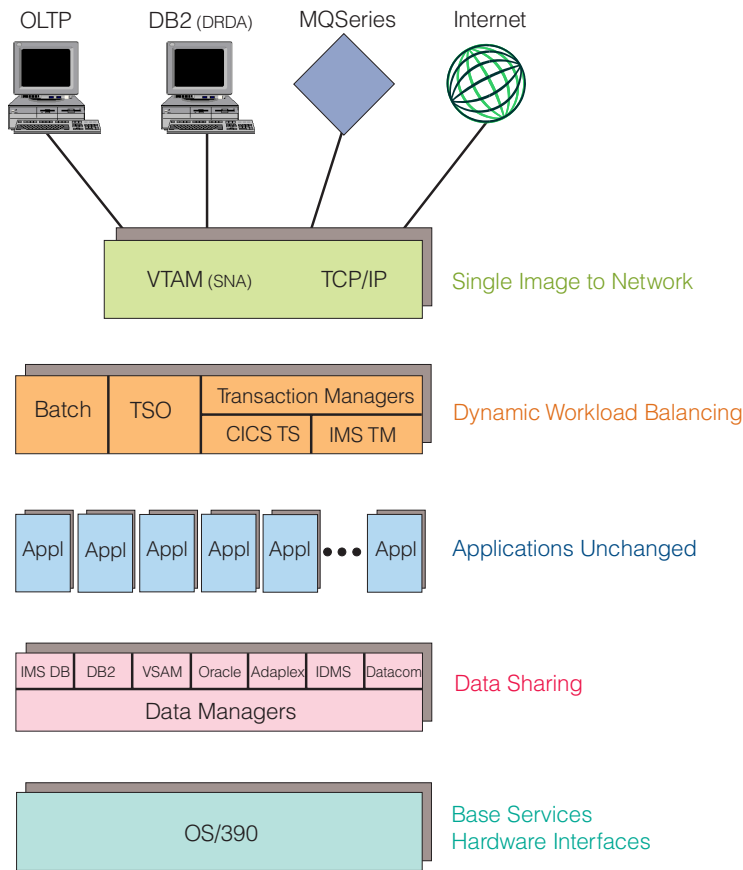 OLTP
DB2 (DRDA)
MQSeries
Internet
VTAM (SNA)
TCP/IP
Single Image to Network
Batch
TSO
Transaction Managers
CICS TS
IMS TM
Dynamic Workload Balancing
Appl
Appl
Appl
Appl
Appl
Appl
Applications Unchanged
IMS DB
DB2
VSAM
Oracle
Adaplex
IDMS
Datacom
Data Managers
Data Sharing
OS/390
Base Services
Hardware Interfaces